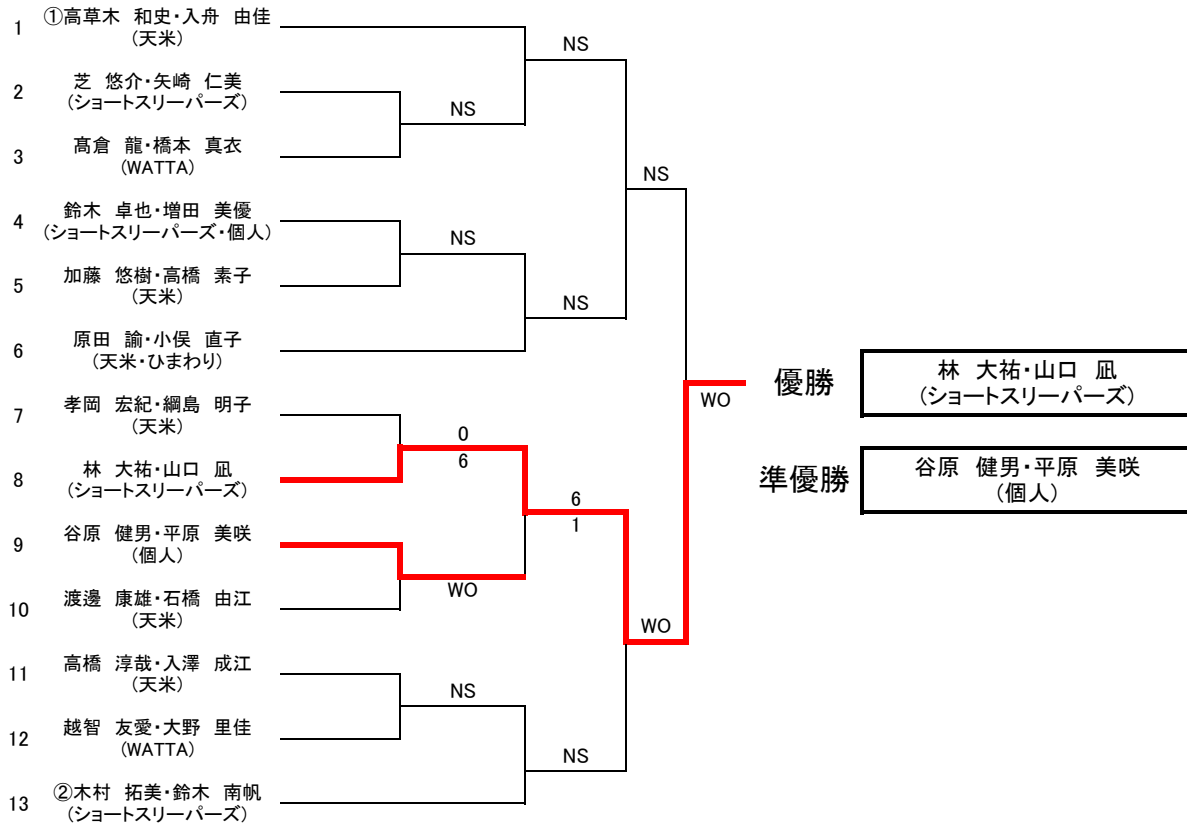 1
①高草木　和史・入舟　由佳
(天米)
2
芝　悠介・矢崎　仁美
(ショートスリーパーズ)
3
髙倉　龍・橋本　真衣
(WATTA)
4
鈴木　卓也・増田　美優
(ショートスリーパーズ・個人)
5
加藤　悠樹・高橋　素子
(天米)
6
原田　諭・小俣　直子
(天米・ひまわり)
7
孝岡　宏紀・綱島　明子
(天米)
8
林　大祐・山口　凪
(ショートスリーパーズ)
9
谷原　健男・平原　美咲
(個人)
10
渡邊　康雄・石橋　由江
(天米)
11
高橋　淳哉・入澤　成江
(天米)
12
越智　友愛・大野　里佳
(WATTA)
13
②木村　拓美・鈴木　南帆
(ショートスリーパーズ)
NS
NS
0
6
WO
NS
NS
NS
6
1
NS
NS
WO
WO
優勝
林　大祐・山口　凪
(ショートスリーパーズ)
準優勝
谷原　健男・平原　美咲
(個人)